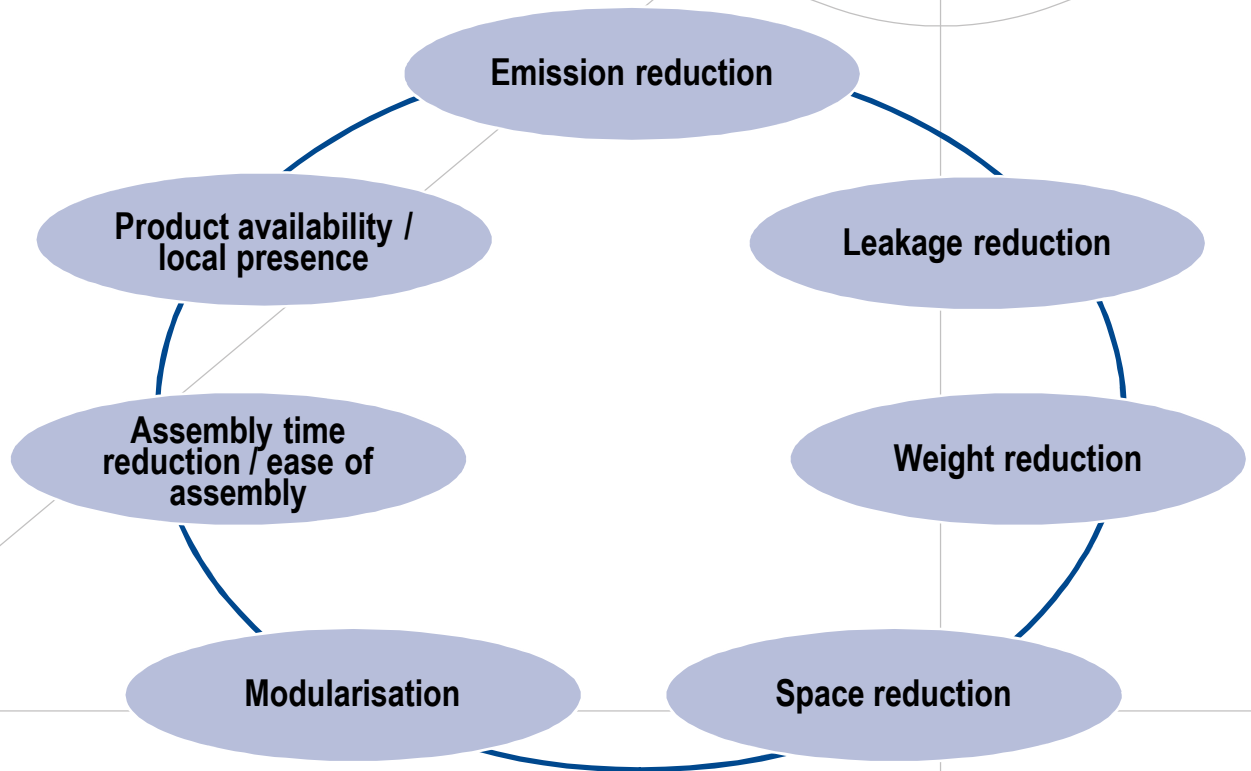 Emission reduction
Product availability /
local presence
Leakage reduction
Assembly time
reduction / ease of
assembly
Weight reduction
Modularisation
Space reduction